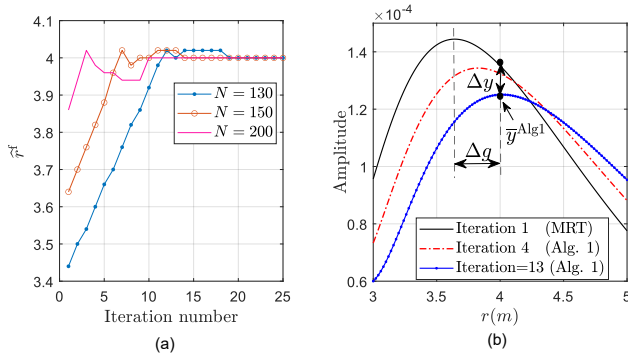 4.1
4
3.9
3.8
3.7
3.6
3.5
3.4
r̂ᶠ
N = 130
N = 150
N = 200
0 5 10 15 20 25
Iteration number
(a)
×10⁻⁴
1.4
1.2
1
0.8
0.6
Amplitude
Δy
ȳᴬˡᵍ¹
Δg
Iteration 1 (MRT)
Iteration 4 (Alg. 1)
Iteration=13 (Alg. 1)
3 3.5 4 4.5 5
r(m)
(b)